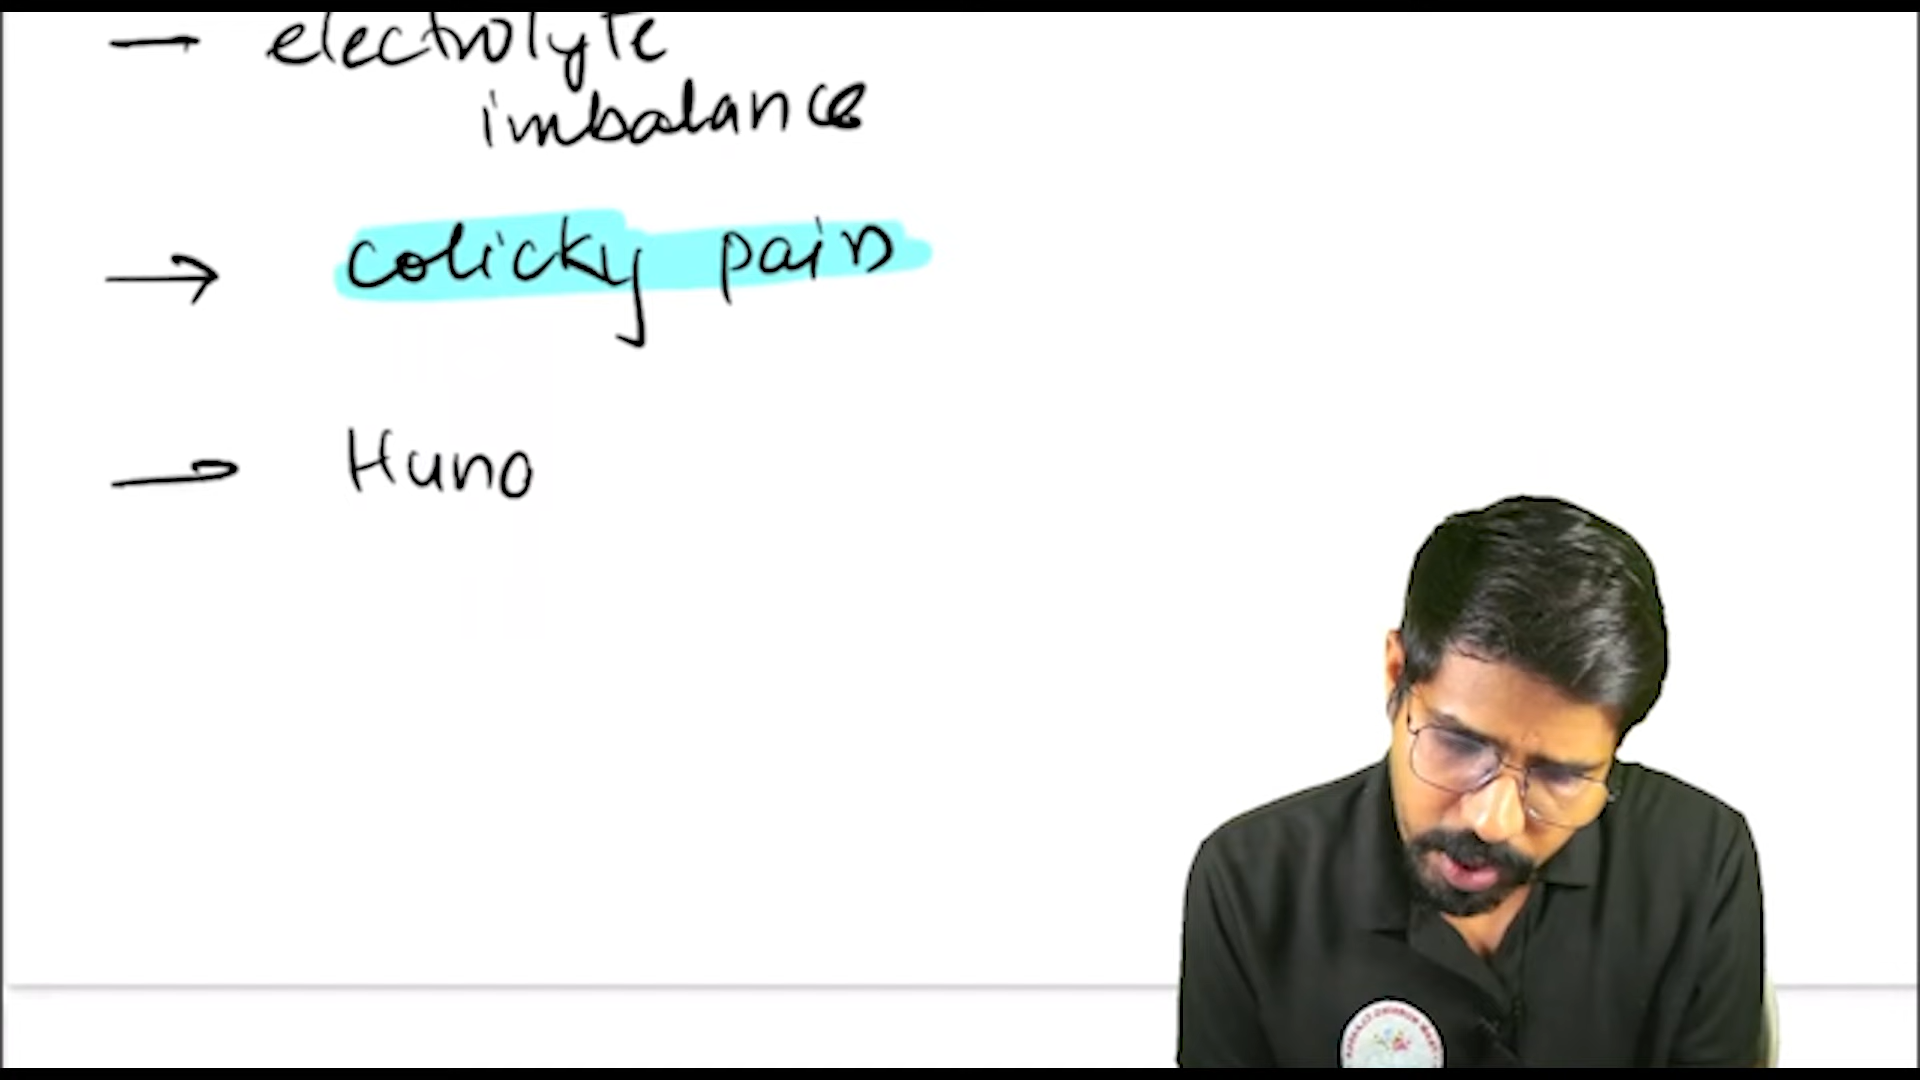 — electrolyte
imbalance
→ colicky pain
→ Huno